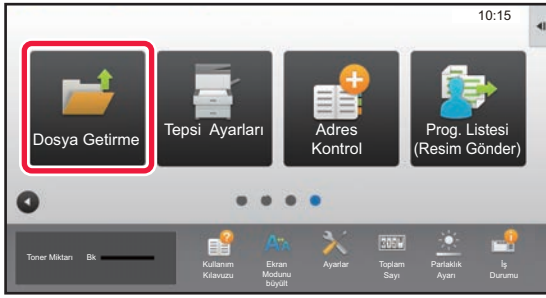 10:15
Dosya Getirme
Tepsi Ayarları
Adres
Kontrol
Prog. Listesi
(Resim Gönder)
Toner Miktarı Bk
Kullanım
Kılavuzu
Ekran
Modunu
büyült
Ayarlar
Toplam
Sayı
Parlaklık
Ayarı
İş
Durumu